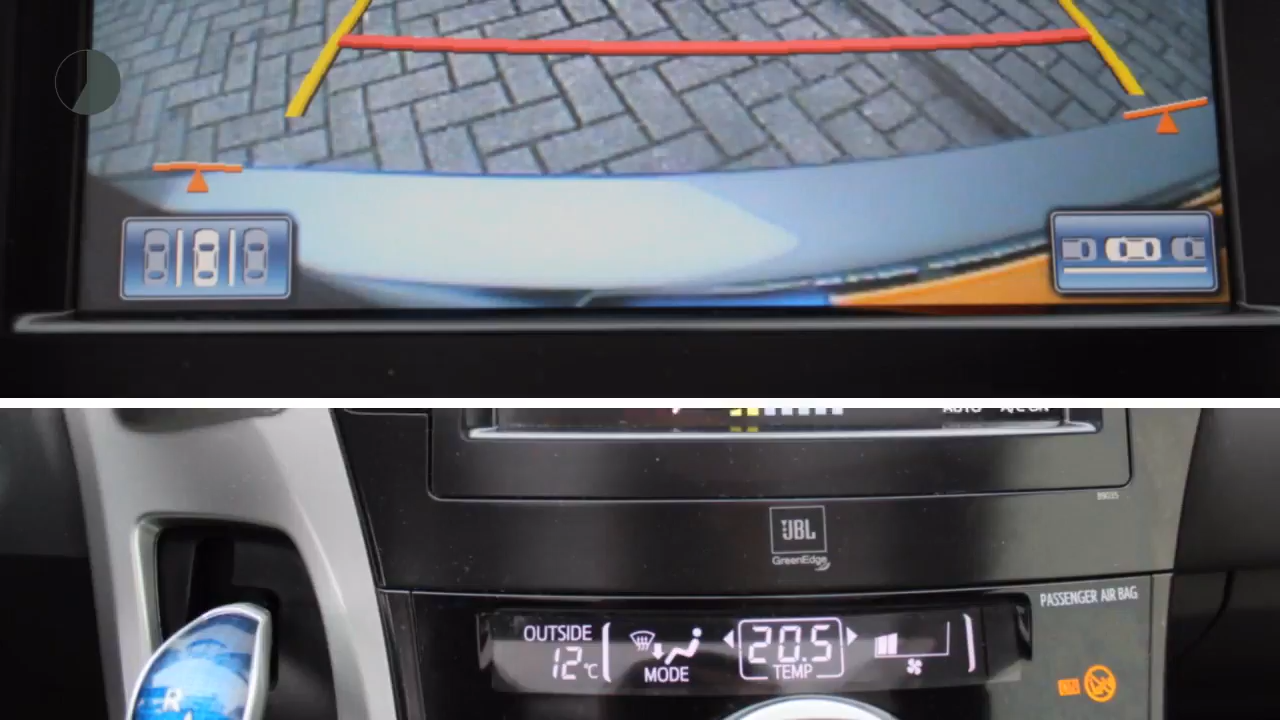 JBL
GreenEdge
PASSENGER AIR BAG
OUTSIDE
12°C
MODE
20.5
TEMP
R